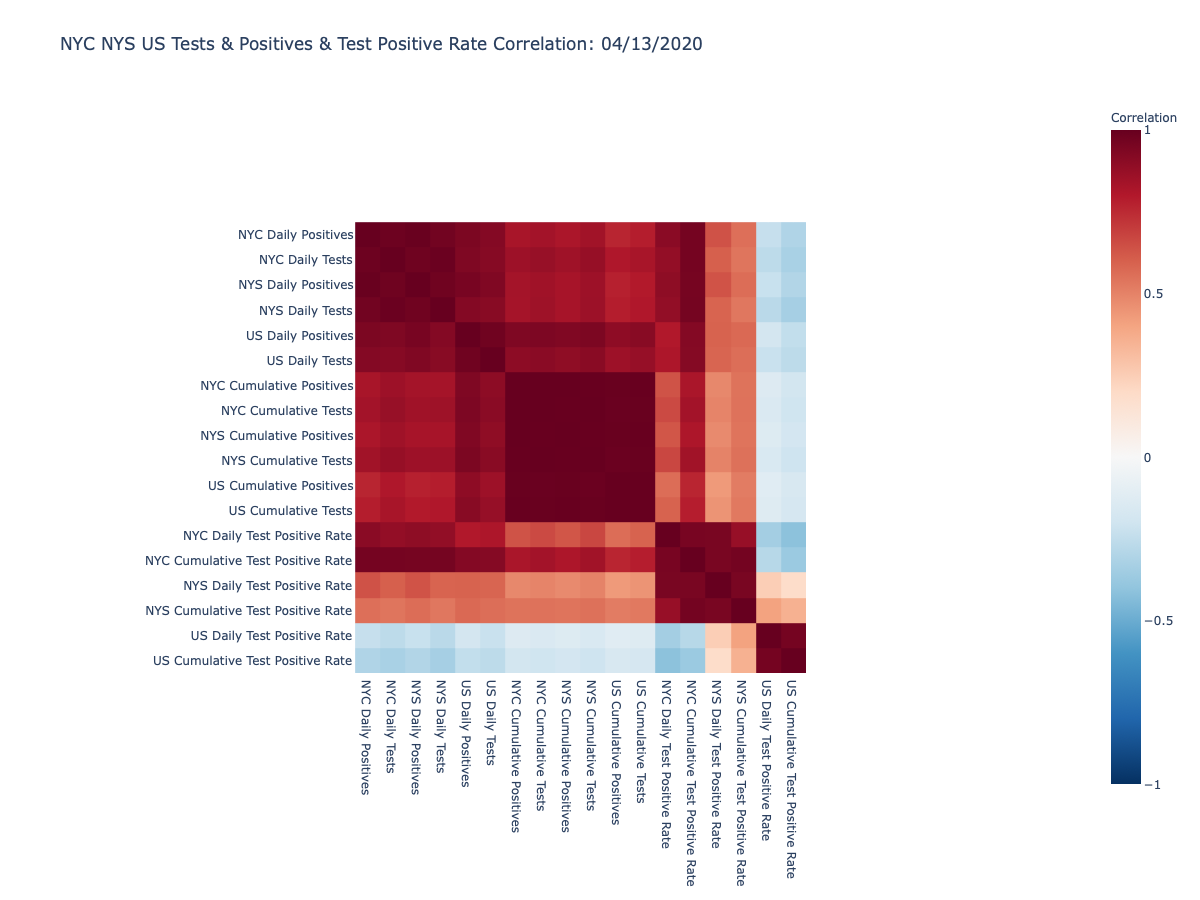 NYC NYS US Tests & Positives & Test Positive Rate Correlation: 04/13/2020
Correlation
1
0.5
0
−0.5
−1
NYC Daily Positives
NYC Daily Tests
NYS Daily Positives
NYS Daily Tests
US Daily Positives
US Daily Tests
NYC Cumulative Positives
NYC Cumulative Tests
NYS Cumulative Positives
NYS Cumulative Tests
US Cumulative Positives
US Cumulative Tests
NYC Daily Test Positive Rate
NYC Cumulative Test Positive Rate
NYS Daily Test Positive Rate
NYS Cumulative Test Positive Rate
US Daily Test Positive Rate
US Cumulative Test Positive Rate
NYC Daily Positives
NYC Daily Tests
NYS Daily Positives
NYS Daily Tests
US Daily Positives
US Daily Tests
NYC Cumulative Positives
NYC Cumulative Tests
NYS Cumulative Positives
NYS Cumulative Tests
US Cumulative Positives
US Cumulative Tests
NYC Daily Test Positive Rate
NYC Cumulative Test Positive Rate
NYS Daily Test Positive Rate
NYS Cumulative Test Positive Rate
US Daily Test Positive Rate
US Cumulative Test Positive Rate